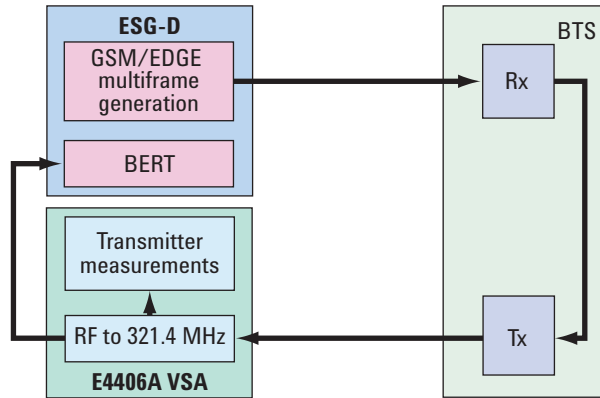 ESG-D
GSM/EDGE
multiframe
generation
BERT
BTS
Rx
Transmitter
measurements
RF to 321.4 MHz
Tx
E4406A VSA